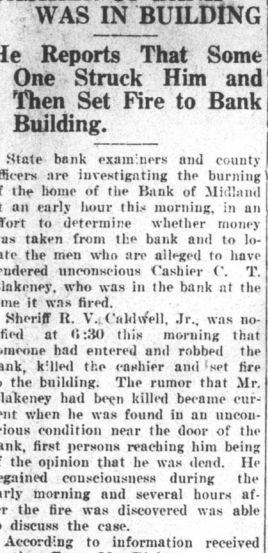 WAS IN BUILDING
He Reports That Some
One Struck Him and
Then Set Fire to Bank
Building.
State bank examiners and county
officers are investigating the burning
of the home of the Bank of Midland
at an early hour this morning, in an
effort to determine whether money
was taken from the bank and to lo-
cate the men who are alleged to have
rendered unconscious Cashier C. T.
Blakeney, who was in the bank at the
time it was fired.
Sheriff R. V. Caldwell, Jr., was no-
tified at 6:30 this morning that
someone had entered and robbed the
bank, killed the cashier and set fire
to the building. The rumor that Mr.
Blakeney had been killed became cur-
rent when he was found in an uncon-
scious condition near the door of the
bank, first persons reaching him being
of the opinion that he was dead. He
regained consciousness during the
early morning and several hours af-
ter the fire was discovered was able
to discuss the case.
According to information received